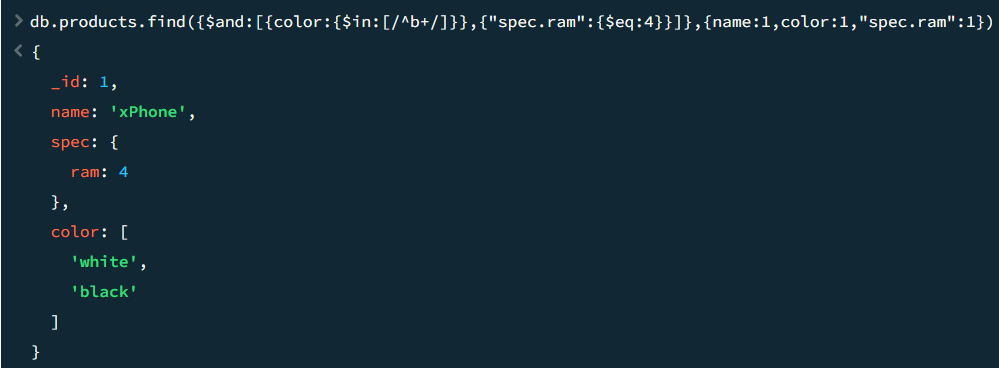 > db.products.find({$and:[{color:{$in:[/^b+/]}},{"spec.ram":{$eq:4}}]},{name:1,color:1,"spec.ram":1})
< {
_id: 1,
name: 'xPhone',
spec: {
ram: 4
},
color: [
'white',
'black'
]
}